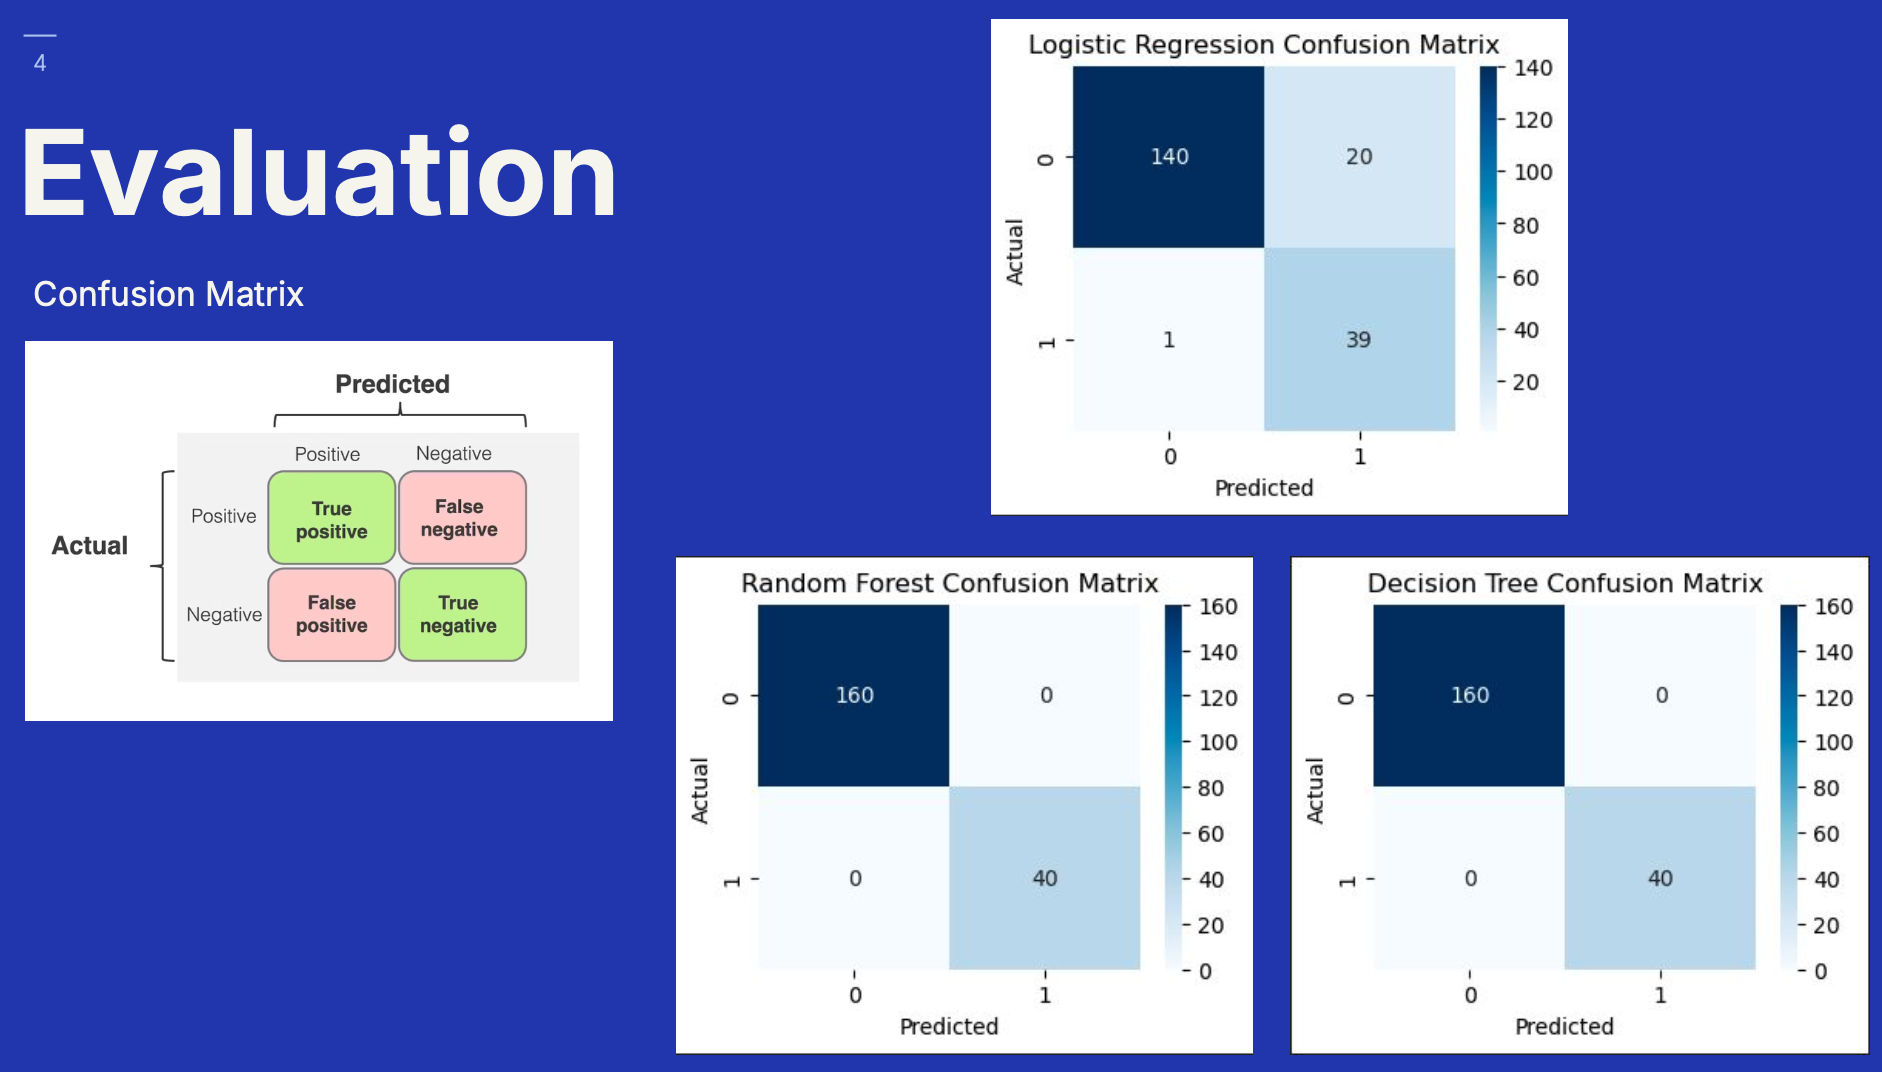 4
Evaluation
Confusion Matrix
Predicted
Positive Negative
Actual
Positive
True
positive
False
negative
Negative
False
positive
True
negative
Logistic Regression Confusion Matrix
140
120
100
80
60
40
20
Actual
0
1
140 20
1 39
0 1
Predicted
Random Forest Confusion Matrix
160
140
120
100
80
60
40
20
0
Actual
0
1
160 0
0 40
0 1
Predicted
Decision Tree Confusion Matrix
160
140
120
100
80
60
40
20
0
Actual
0
1
160 0
0 40
0 1
Predicted